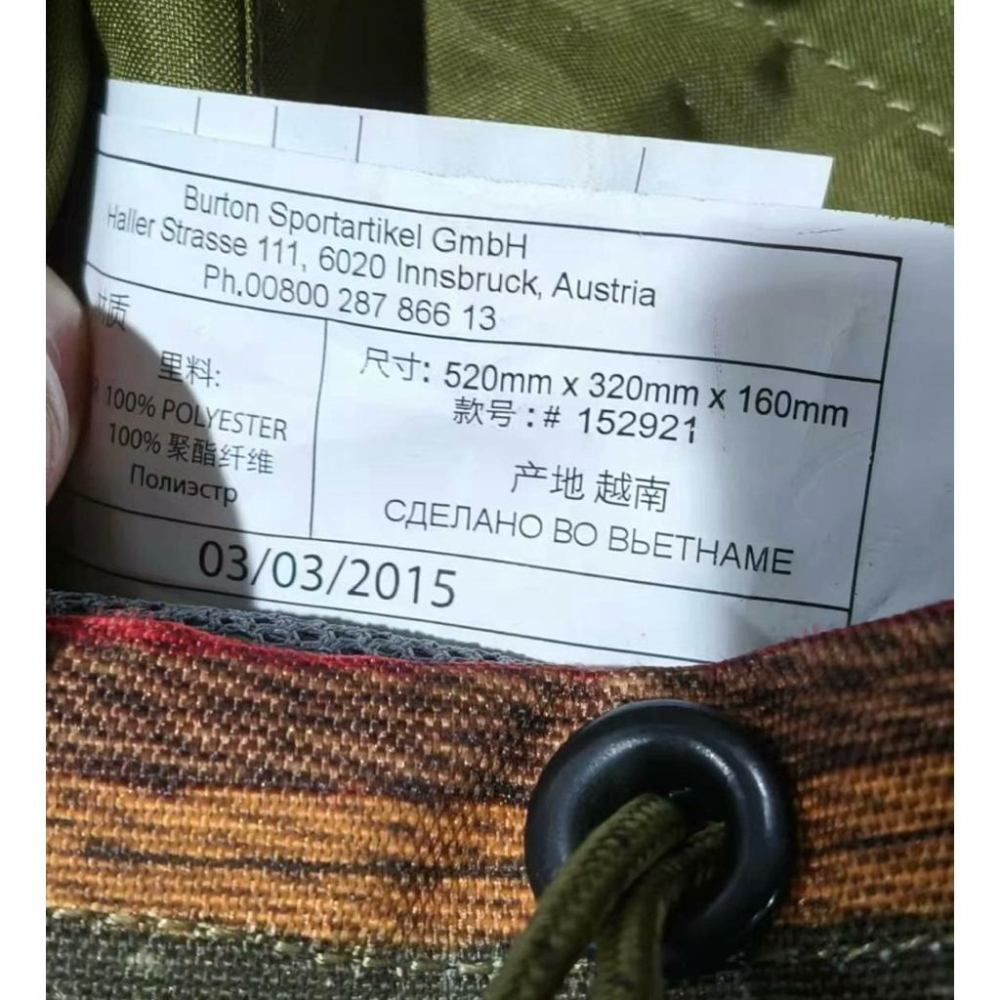 Burton Sportartikel GmbH
Haller Strasse 111, 6020 Innsbruck, Austria
Ph.00800 287 866 13
材质
里料:
100% POLYESTER
100% 聚酯纤维
Полиэстр
尺寸: 520mm x 320mm x 160mm
款号 : # 152921
产地 越南
СДЕЛАНО ВО ВЬЕТНАМЕ
03/03/2015